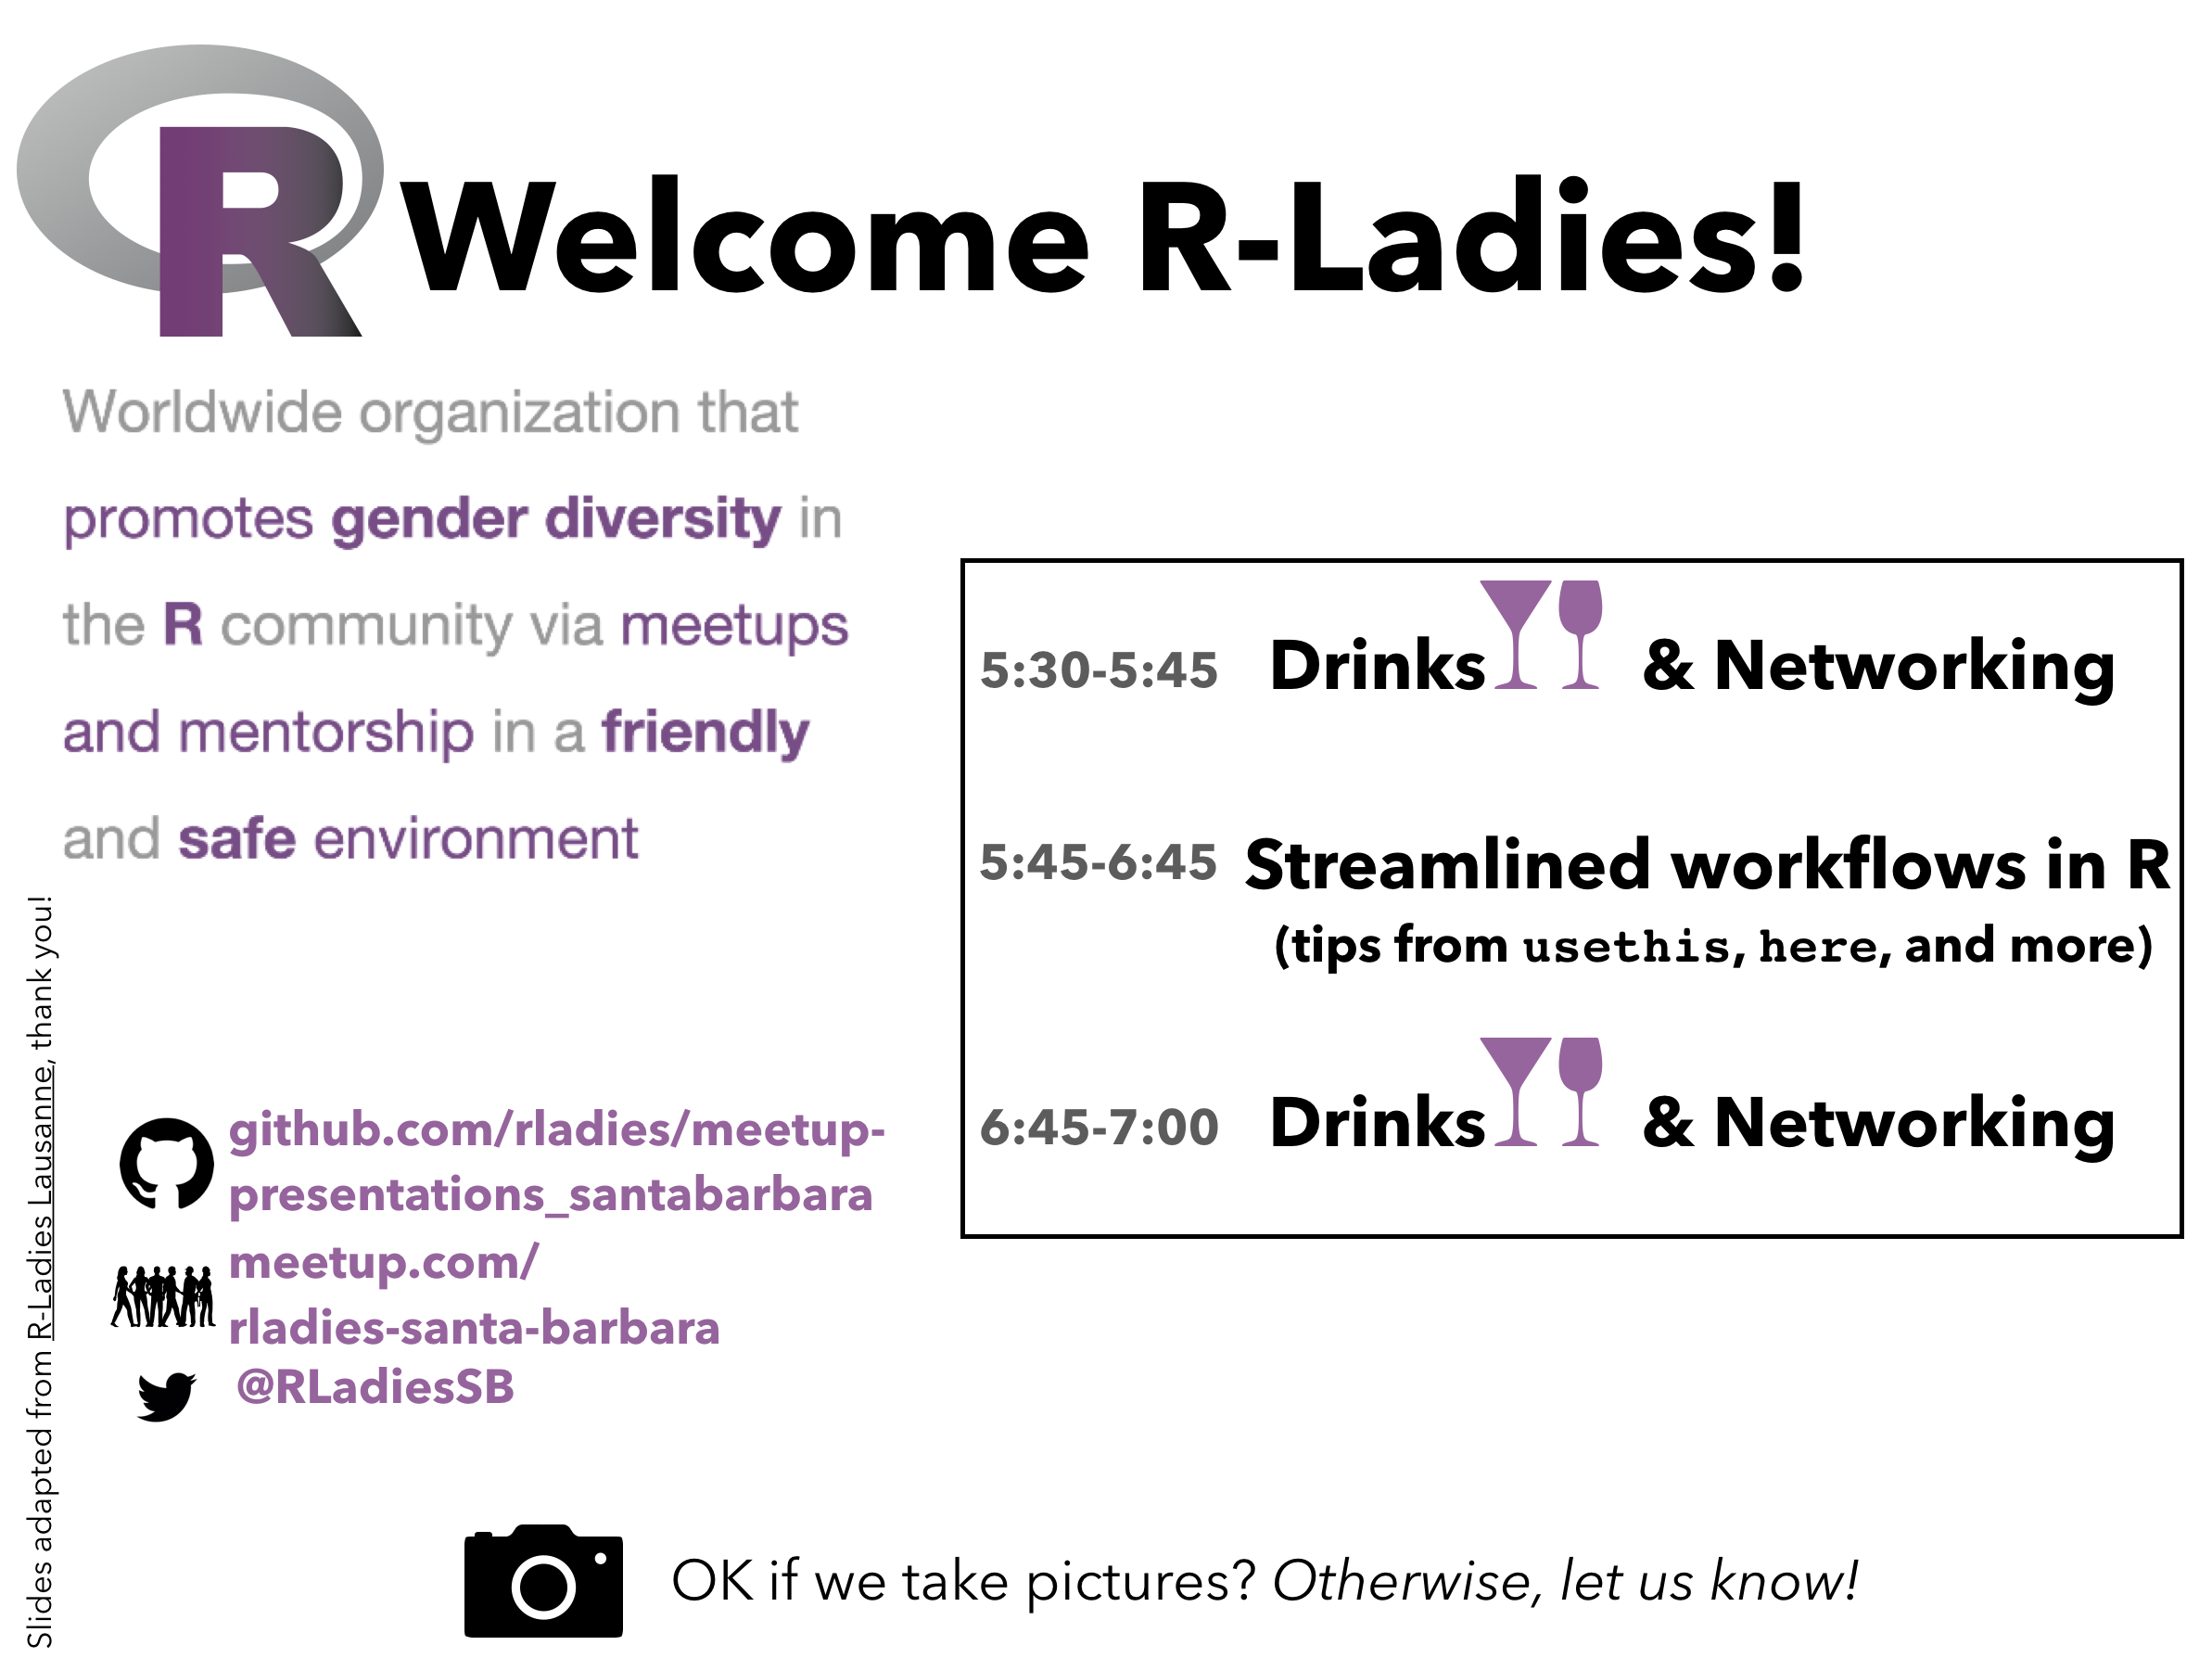 R
Welcome R-Ladies!
Worldwide organization that
promotes gender diversity in
the R community via meetups
and mentorship in a friendly
and safe environment
5:30-5:45 Drinks & Networking
5:45-6:45 Streamlined workflows in R
(tips from usethis, here, and more)
6:45-7:00 Drinks & Networking
github.com/rladies/meetup-
presentations_santabarbara
meetup.com/
rladies-santa-barbara
@RLadiesSB
OK if we take pictures? Otherwise, let us know!
Slides adapted from R-Ladies Lausanne, thank you!